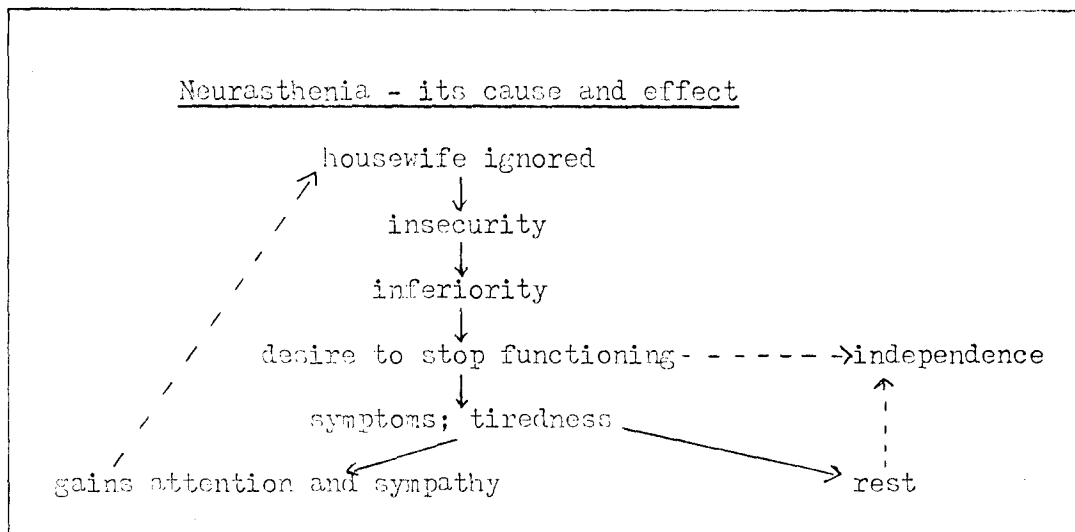 Neurasthenia - its cause and effect
housewife ignored
insecurity
inferiority
desire to stop functioning - - - - - -> independence
symptoms; tiredness
gains attention and sympathy rest